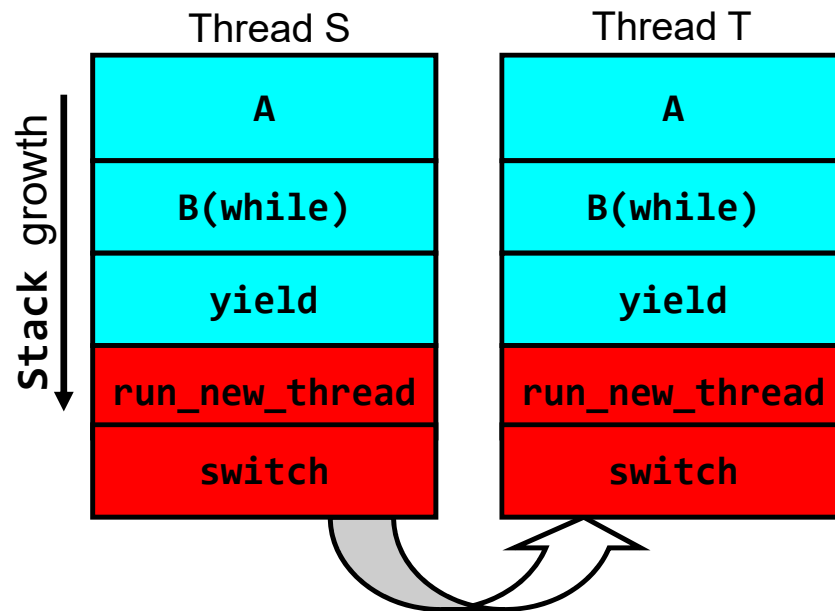 Thread S
Thread T
Stack growth
A
B(while)
yield
run_new_thread
switch
A
B(while)
yield
run_new_thread
switch